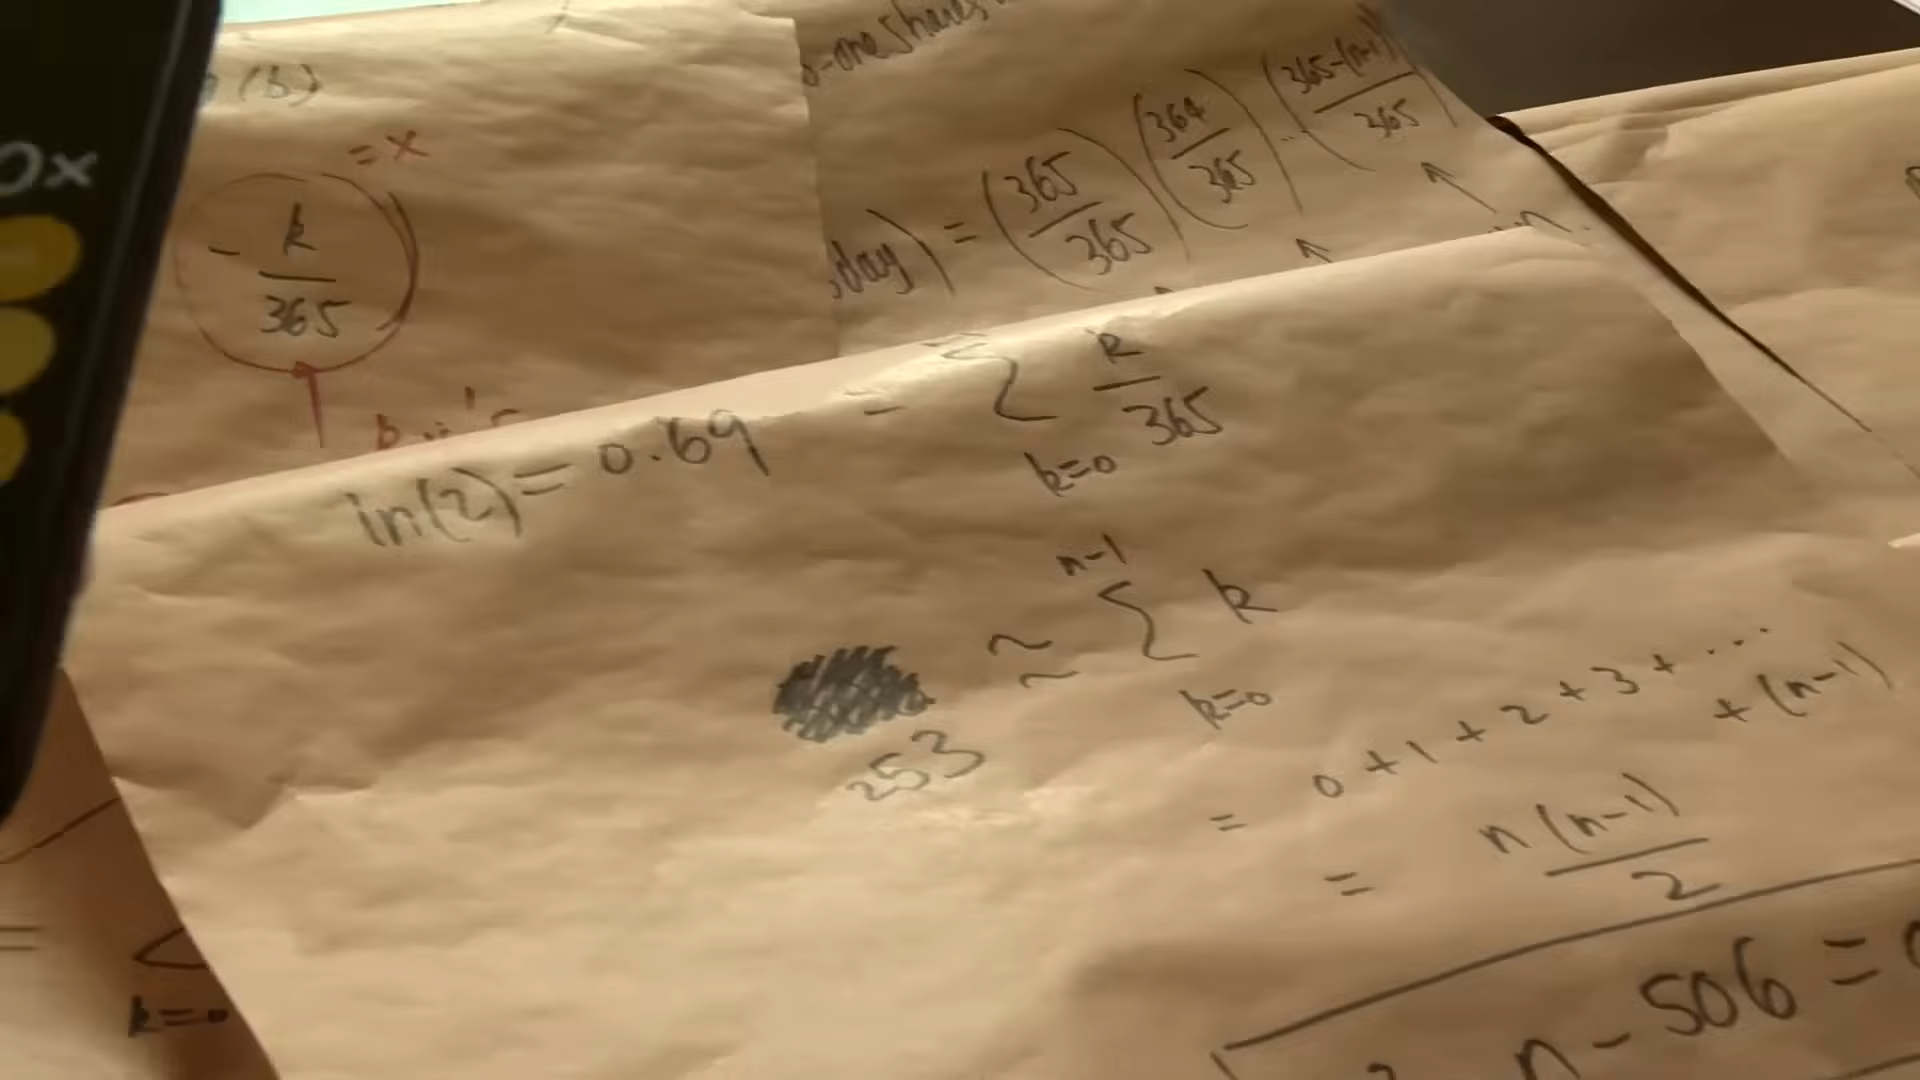 (b)
-one shares
= x
- k/365
day) = (365/365)(364/365)...(365-(n-1)/365)
n.
0x
ln(2) = 0.69 = Σ k/365
k=0
n-1
≈ Σ k
k=0
253
= 0+1+2+3+...
+(n-1)
= n(n-1)/2
=
k=0
n - 506 =